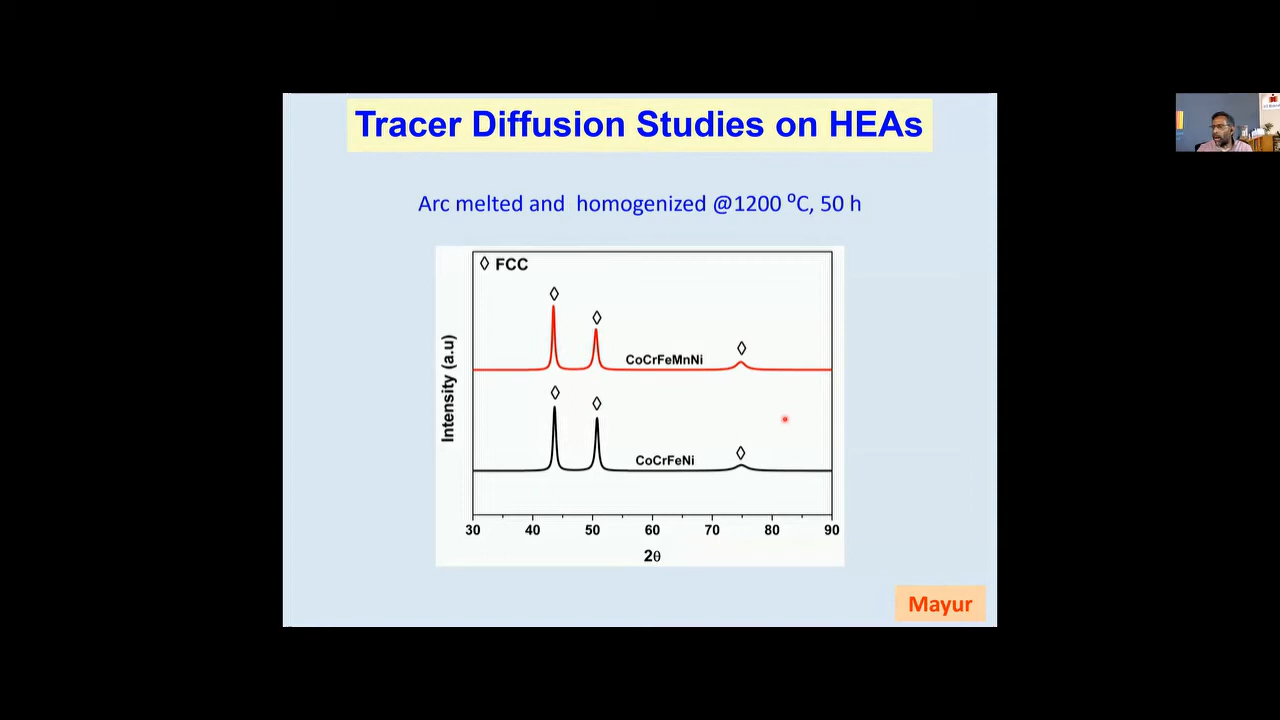 Tracer Diffusion Studies on HEAs
Arc melted and homogenized @1200 ⁰C, 50 h
◊ FCC
CoCrFeMnNi
CoCrFeNi
Intensity (a.u)
30 40 50 60 70 80 90
2θ
Mayur